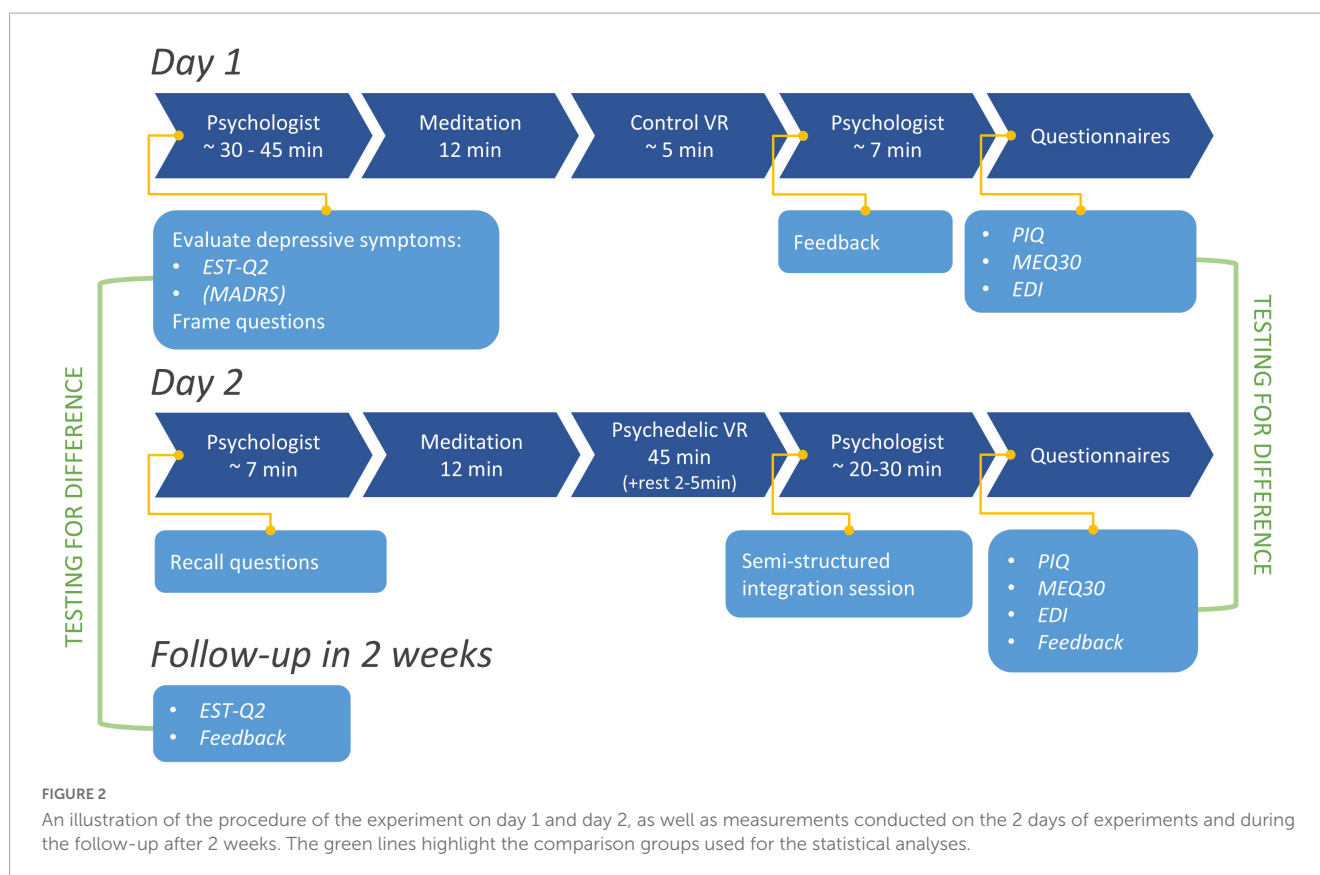 Day 1
Psychologist
~ 30 - 45 min
Meditation
12 min
Control VR
~ 5 min
Psychologist
~ 7 min
Questionnaires
Evaluate depressive symptoms:
• EST-Q2
• (MADRS)
Frame questions
Feedback
• PIQ
• MEQ30
• EDI
TESTING FOR DIFFERENCE
TESTING FOR DIFFERENCE
Day 2
Psychologist
~ 7 min
Meditation
12 min
Psychedelic VR
45 min
(+rest 2-5min)
Psychologist
~ 20-30 min
Questionnaires
Recall questions
Semi-structured
integration session
• PIQ
• MEQ30
• EDI
• Feedback
Follow-up in 2 weeks
• EST-Q2
• Feedback
FIGURE 2
An illustration of the procedure of the experiment on day 1 and day 2, as well as measurements conducted on the 2 days of experiments and during
the follow-up after 2 weeks. The green lines highlight the comparison groups used for the statistical analyses.